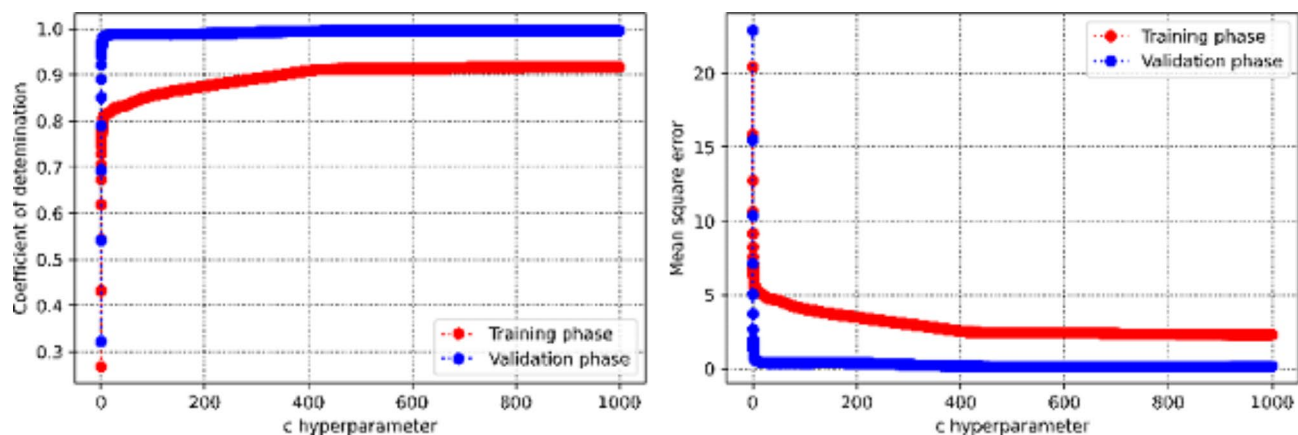 Coefficient of detemination
1.0
0.9
0.8
0.7
0.6
0.5
0.4
0.3
Training phase
Validation phase
0 200 400 600 800 1000
c hyperparameter
Mean square error
20
15
10
5
0
Training phase
Validation phase
0 200 400 600 800 1000
c hyperparameter